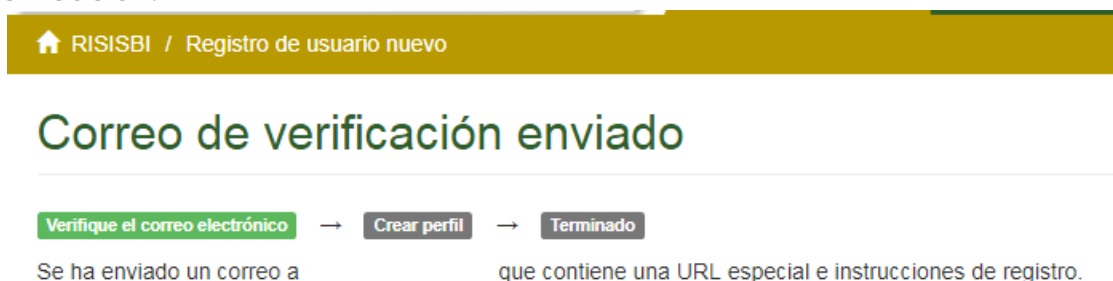 RISISBI / Registro de usuario nuevo
Correo de verificación enviado
Verifique el correo electrónico → Crear perfil → Terminado
Se ha enviado un correo a que contiene una URL especial e instrucciones de registro.